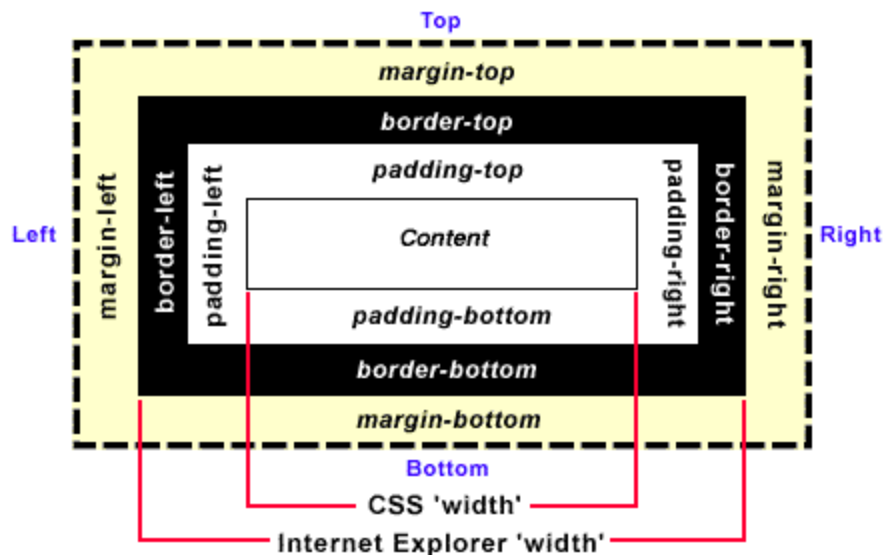 Top
margin-top
border-top
padding-top
Left
margin-left
border-left
padding-left
Content
padding-right
border-right
margin-right
Right
padding-bottom
border-bottom
margin-bottom
Bottom
CSS 'width'
Internet Explorer 'width'